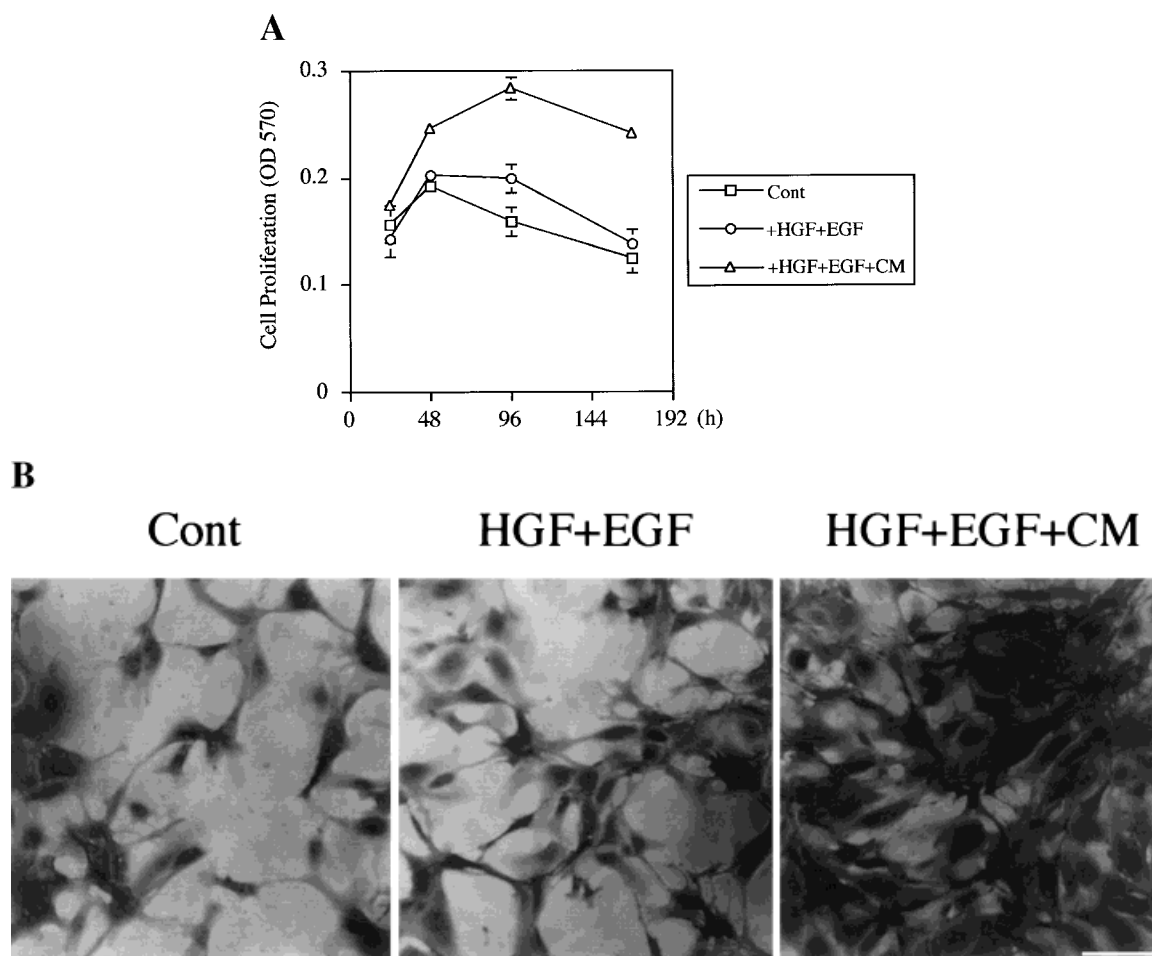 A
Cell Proliferation (OD 570)
0.3
0.2
0.1
0
0 48 96 144 192 (h)
Cont
+HGF+EGF
+HGF+EGF+CM
B
Cont
HGF+EGF
HGF+EGF+CM